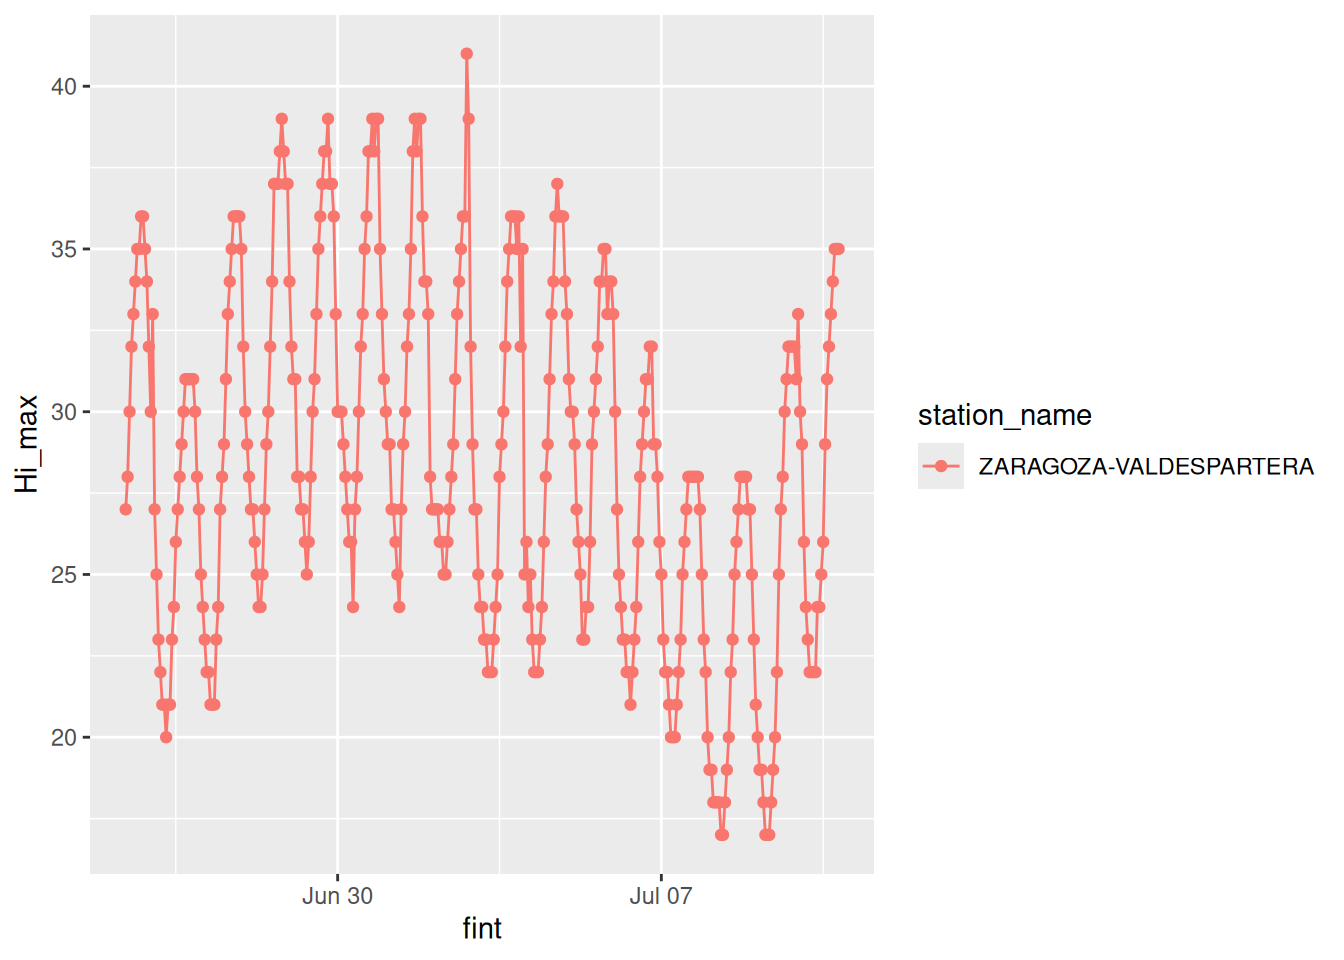 40
35
30
25
20
Hi_max
Jun 30
Jul 07
fint
station_name
ZARAGOZA-VALDESPARTERA